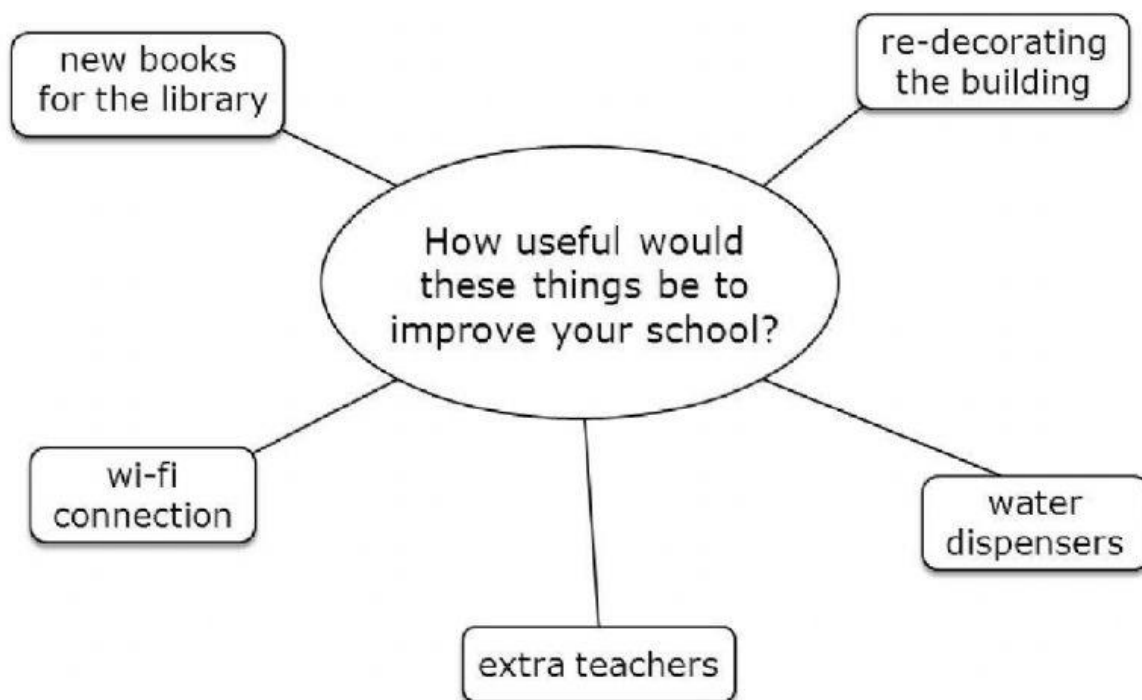 new books
for the library
re-decorating
the building
How useful would
these things be to
improve your school?
wi-fi
connection
water
dispensers
extra teachers